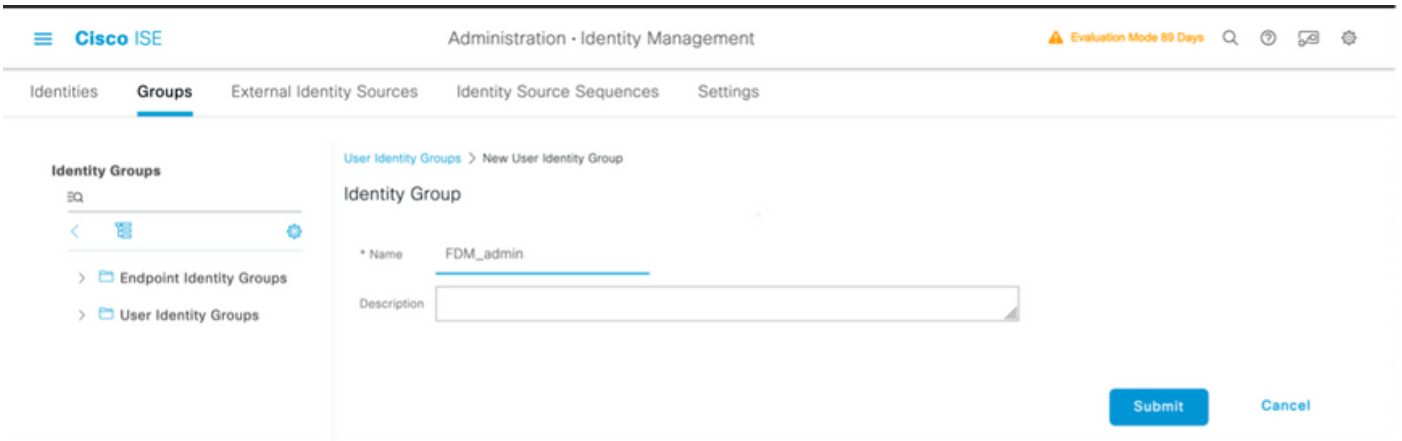 Cisco ISE
Administration · Identity Management
Evaluation Mode 89 Days
Identities
Groups
External Identity Sources
Identity Source Sequences
Settings
Identity Groups
Endpoint Identity Groups
User Identity Groups
User Identity Groups > New User Identity Group
Identity Group
* Name
FDM_admin
Description
Submit
Cancel